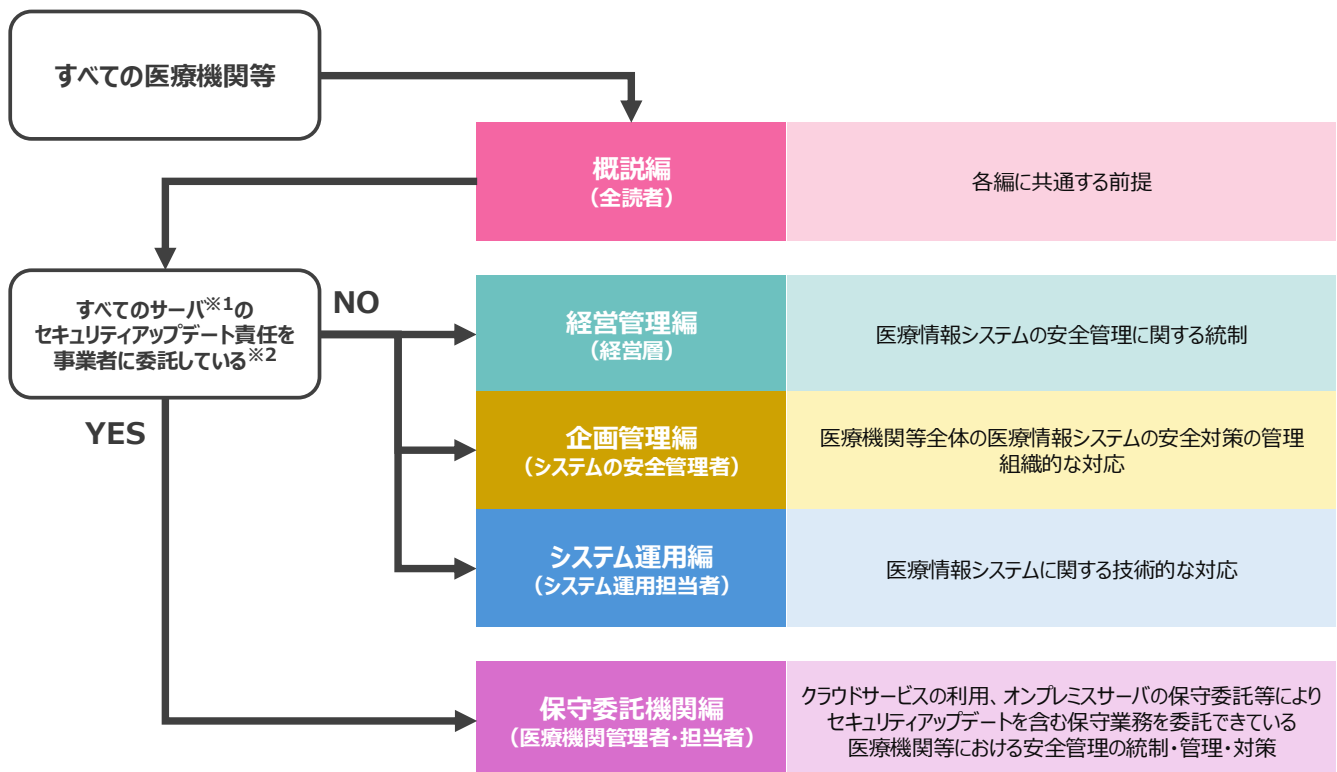 すべての医療機関等
概説編
（全読者）
各編に共通する前提
すべてのサーバ※1の
セキュリティアップデート責任を
事業者に委託している※2
NO
YES
経営管理編
（経営層）
医療情報システムの安全管理に関する統制
企画管理編
（システムの安全管理者）
医療機関等全体の医療情報システムの安全対策の管理
組織的な対応
システム運用編
（システム運用担当者）
医療情報システムに関する技術的な対応
保守委託機関編
（医療機関管理者・担当者）
クラウドサービスの利用、オンプレミスサーバの保守委託等により
セキュリティアップデートを含む保守業務を委託できている
医療機関等における安全管理の統制・管理・対策